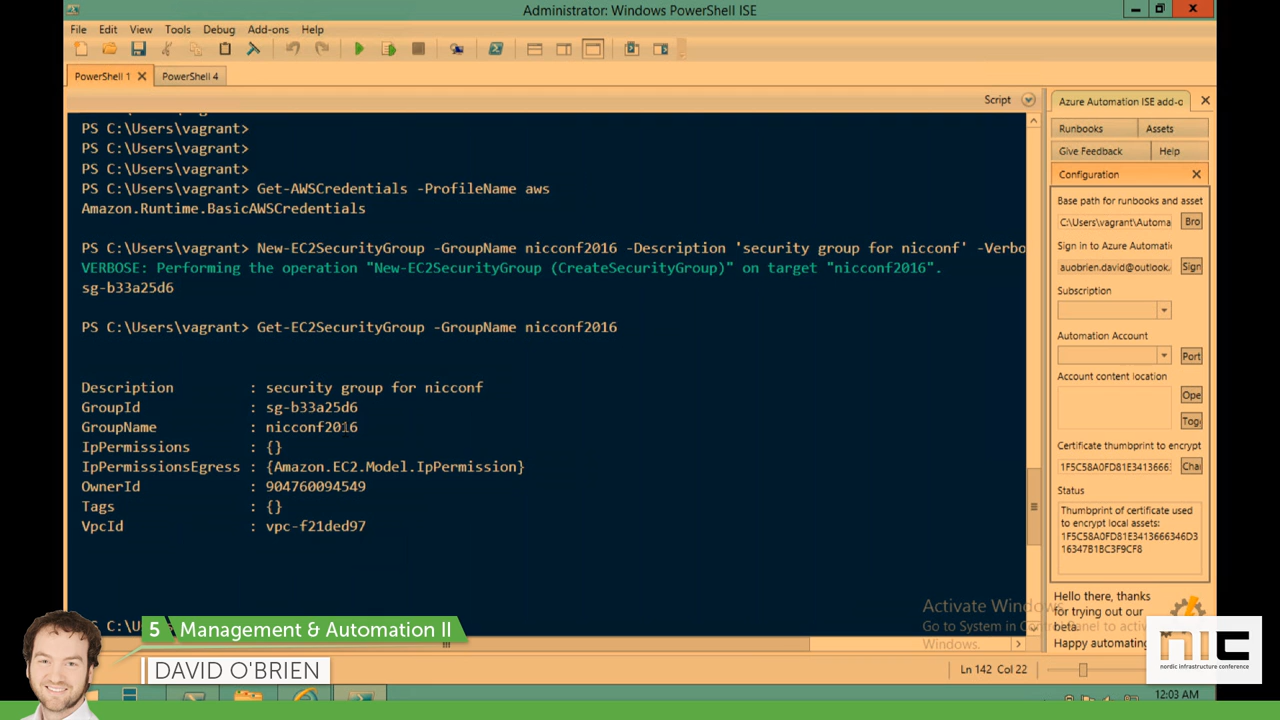 Administrator: Windows PowerShell ISE
File Edit View Tools Debug Add-ons Help
PowerShell 1 PowerShell 4
Script
PS C:\Users\vagrant>
PS C:\Users\vagrant>
PS C:\Users\vagrant>
PS C:\Users\vagrant> Get-AWSCredentials -ProfileName aws
Amazon.Runtime.BasicAWSCredentials
PS C:\Users\vagrant> New-EC2SecurityGroup -GroupName nicconf2016 -Description 'security group for nicconf' -Verbo
VERBOSE: Performing the operation "New-EC2SecurityGroup (CreateSecurityGroup)" on target "nicconf2016".
sg-b33a25d6
PS C:\Users\vagrant> Get-EC2SecurityGroup -GroupName nicconf2016
Description : security group for nicconf
GroupId : sg-b33a25d6
GroupName : nicconf2016
IpPermissions : {}
IpPermissionsEgress : {Amazon.EC2.Model.IpPermission}
OwnerId : 904760094549
Tags : {}
VpcId : vpc-f21ded97
PS C:\U
Azure Automation ISE add-o
Runbooks Assets
Give Feedback Help
Configuration
Base path for runbooks and asset
C:\Users\vagrant\Automa Bro
Sign in to Azure Automati
auobrien.david@outlook. Sign
Subscription
Automation Account
Port
Account content location
Ope
Tog
Certificate thumbprint to encrypt
1F5C58A0FD81E3413666: Cha
Status
Thumbprint of certificate used
to encrypt local assets:
1F5C58A0FD81E3413666346D3
16347B1BC3F9CF8
Hello there, thanks
for trying out our
beta.
Happy automating
Activate Windows
Go to System in Control Panel to acti
Windows.
Ln 142 Col 22
12:03 AM
5 Management & Automation II
DAVID O'BRIEN
nic
nordic infrastructure conference